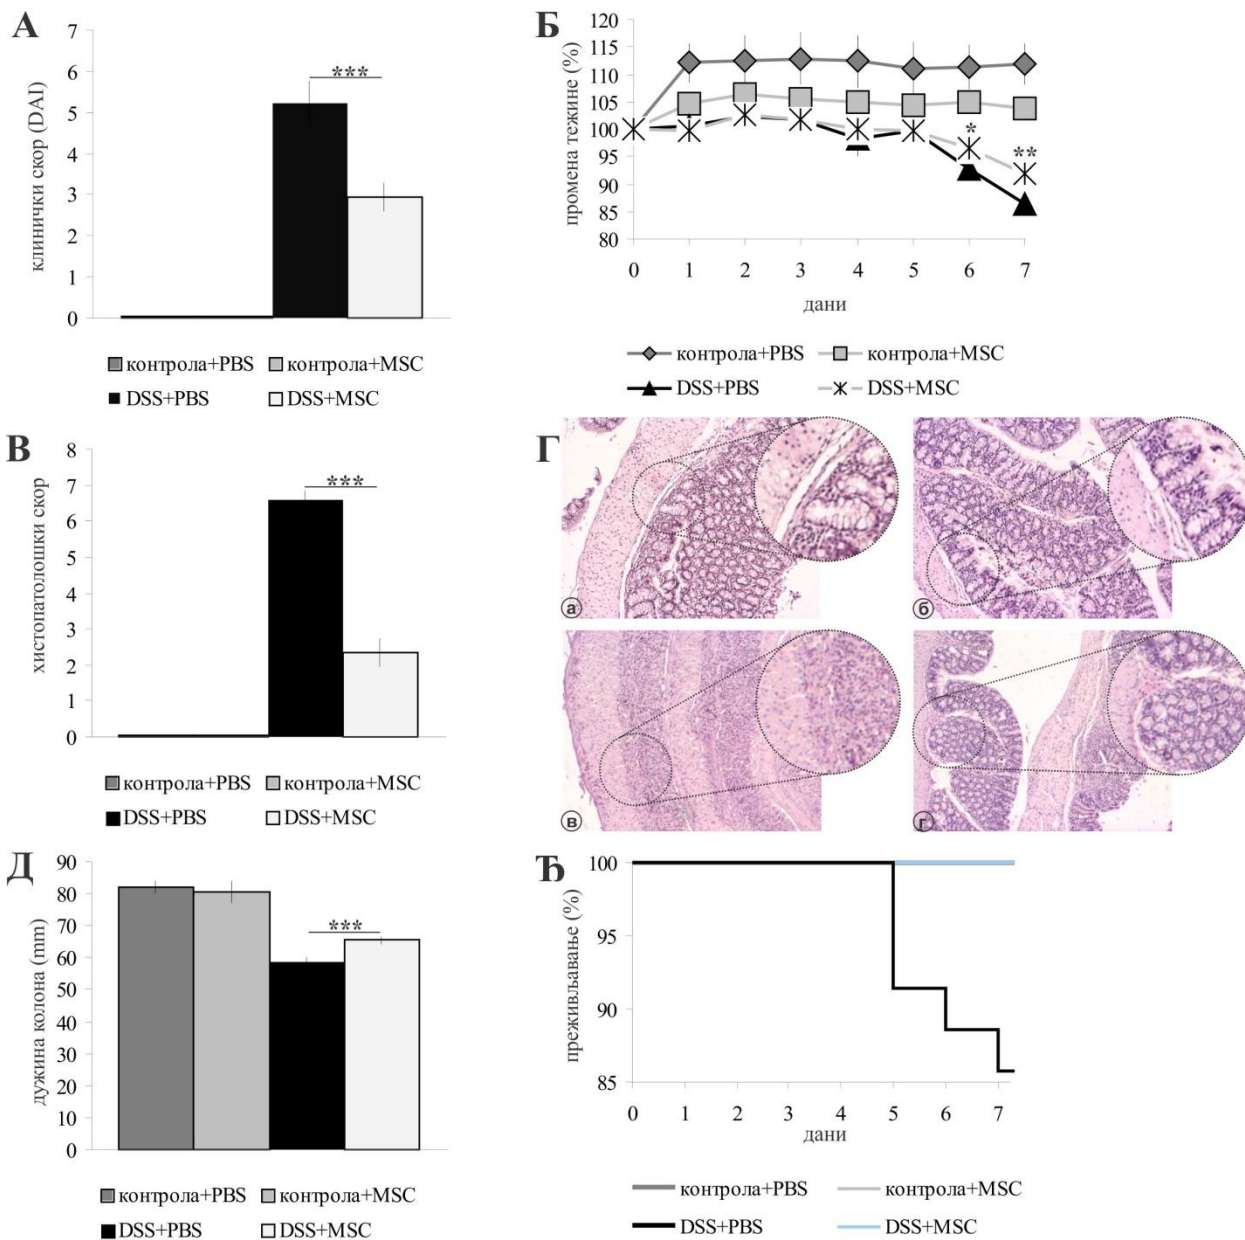 А
клинички скор (DAI)
7
6
5
4
3
2
1
0
***
контрола+PBS
контрола+MSC
DSS+PBS
DSS+MSC
Б
промена тежине (%)
120
115
110
105
100
95
90
85
80
*
**
0 1 2 3 4 5 6 7
дани
контрола+PBS
контрола+MSC
DSS+PBS
DSS+MSC
В
хистопатолошки скор
8
7
6
5
4
3
2
1
0
***
контрола+PBS
контрола+MSC
DSS+PBS
DSS+MSC
Г
а
б
в
г
Д
дужина колона (mm)
90
80
70
60
50
40
30
20
10
0
***
контрола+PBS
контрола+MSC
DSS+PBS
DSS+MSC
Ђ
преживљавање (%)
100
95
90
85
0 1 2 3 4 5 6 7
дани
контрола+PBS
контрола+MSC
DSS+PBS
DSS+MSC